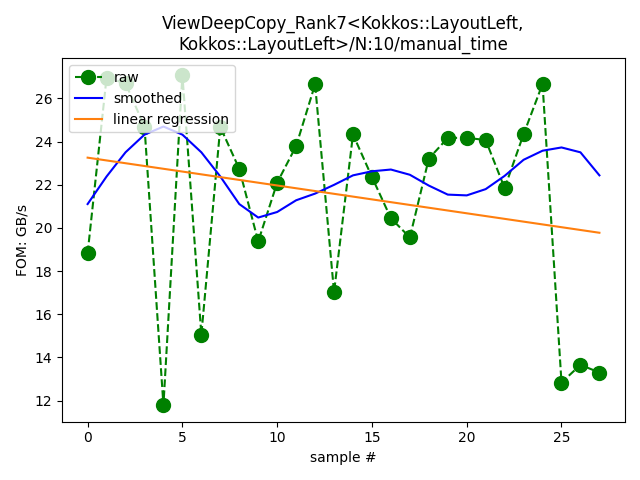 ViewDeepCopy_Rank7<Kokkos::LayoutLeft,
Kokkos::LayoutLeft>/N:10/manual_time
raw
smoothed
linear regression
FOM: GB/s
26
24
22
20
18
16
14
12
0
5
10
15
20
25
sample #